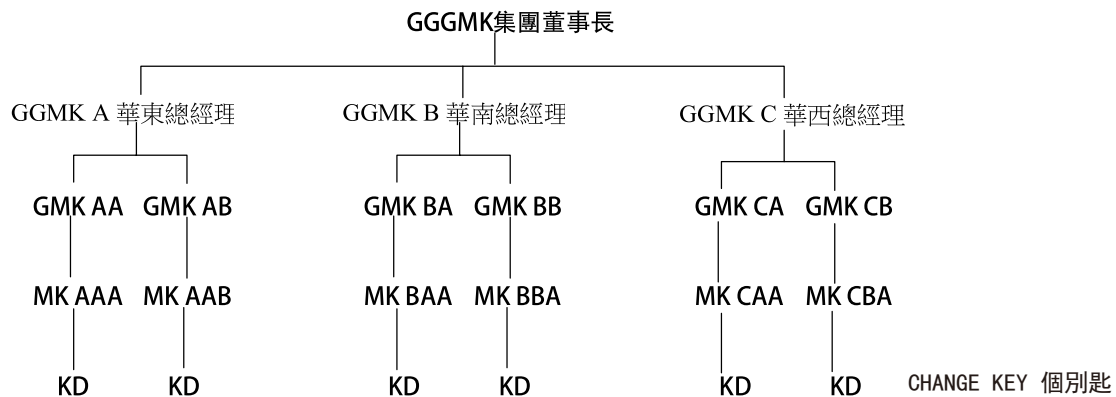 GGGMK集團董事長
GGMK A 華東總經理 GGMK B 華南總經理 GGMK C 華西總經理
GMK AA GMK AB GMK BA GMK BB GMK CA GMK CB
MK AAA MK AAB MK BAA MK BBA MK CAA MK CBA
KD KD KD KD KD KD CHANGE KEY 個別匙